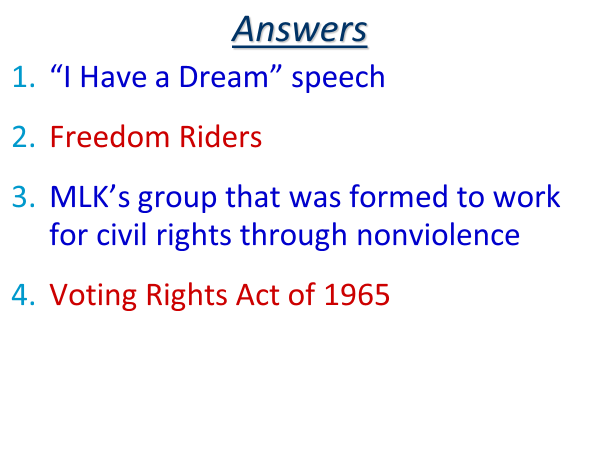 Answers
1. “I Have a Dream” speech
2. Freedom Riders
3. MLK’s group that was formed to work
for civil rights through nonviolence
4. Voting Rights Act of 1965